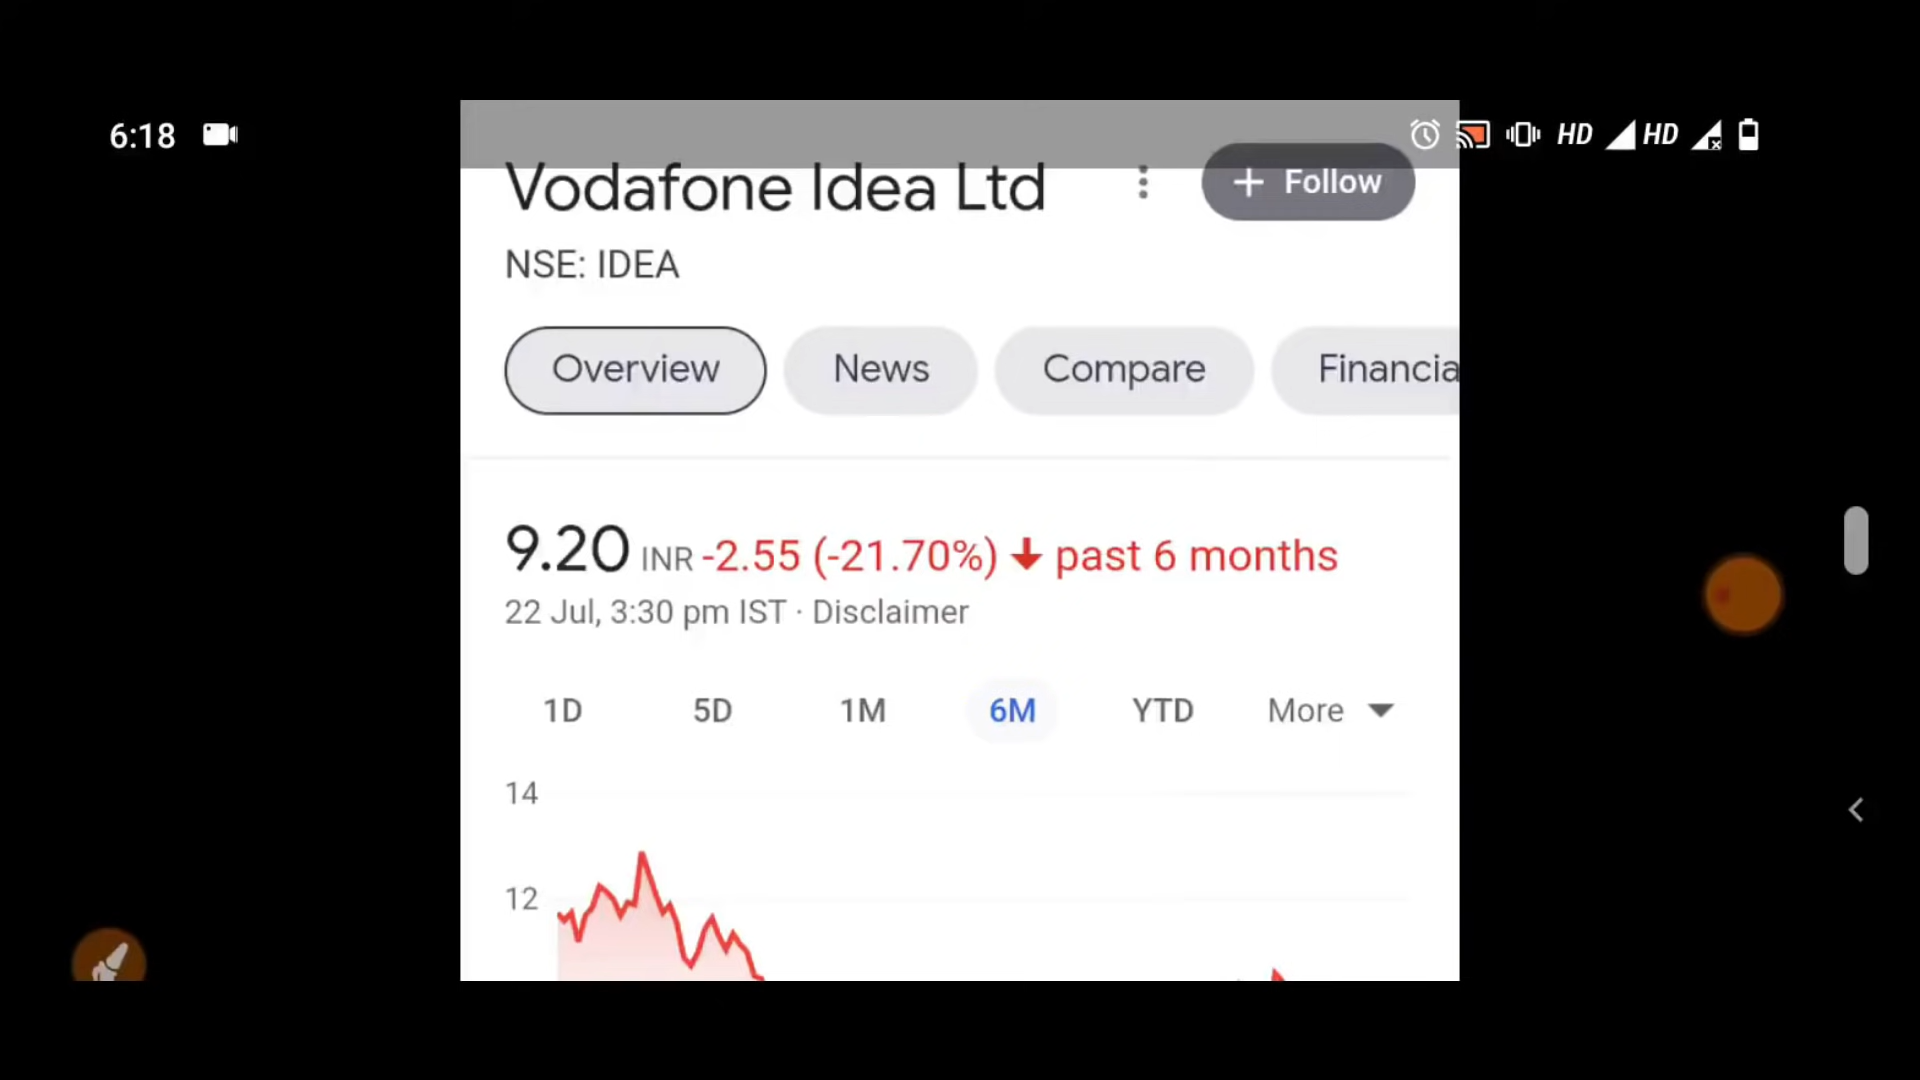 6:18
HD HD
Vodafone Idea Ltd
+ Follow
NSE: IDEA
Overview News Compare Financia
9.20 INR -2.55 (-21.70%) ↓ past 6 months
22 Jul, 3:30 pm IST · Disclaimer
1D 5D 1M 6M YTD More
14
12